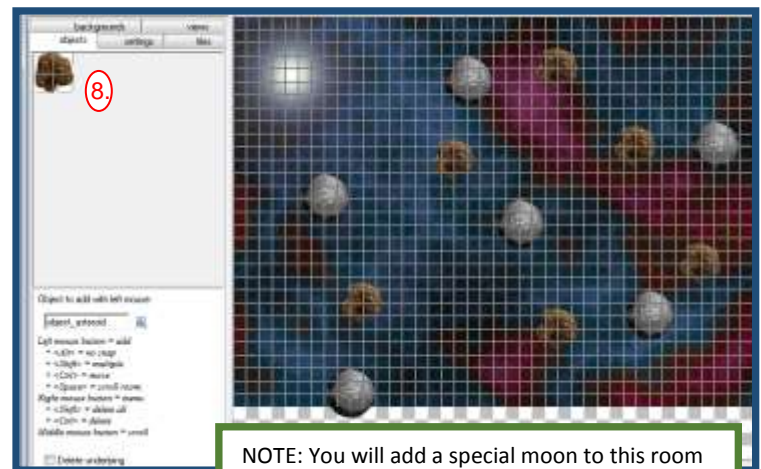 backgrounds views
objects settings tiles
8.
Object to add with left mouse:
object_asteroid
Left mouse button = add
* <Alt> = no snap
* <Shift> = multiple
* <Ctrl> = move
* <Space> = scroll room
Right mouse button = menu
* <Shift> = delete all
* <Ctrl> = delete
Middle mouse button = scroll
Delete underlying
NOTE: You will add a special moon to this room